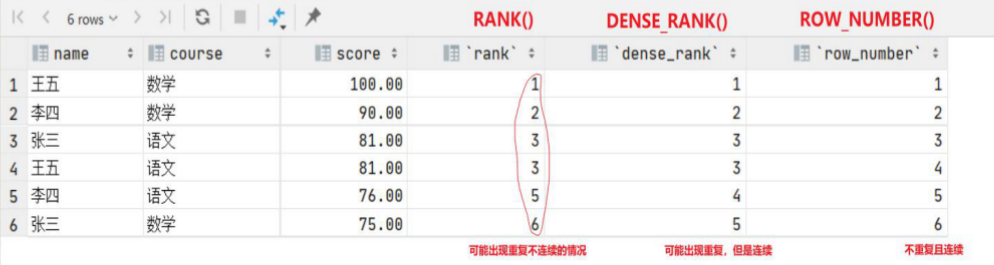 6 rows
RANK() DENSE_RANK() ROW_NUMBER()
name course score `rank` `dense_rank` `row_number`
1 王五 数学 100.00 1 1 1
2 李四 数学 90.00 2 2 2
3 张三 语文 81.00 3 3 3
4 王五 语文 81.00 3 3 4
5 李四 语文 76.00 5 4 5
6 张三 数学 75.00 6 5 6
可能出现重复不连续的情况 可能出现重复，但是连续 不重复且连续